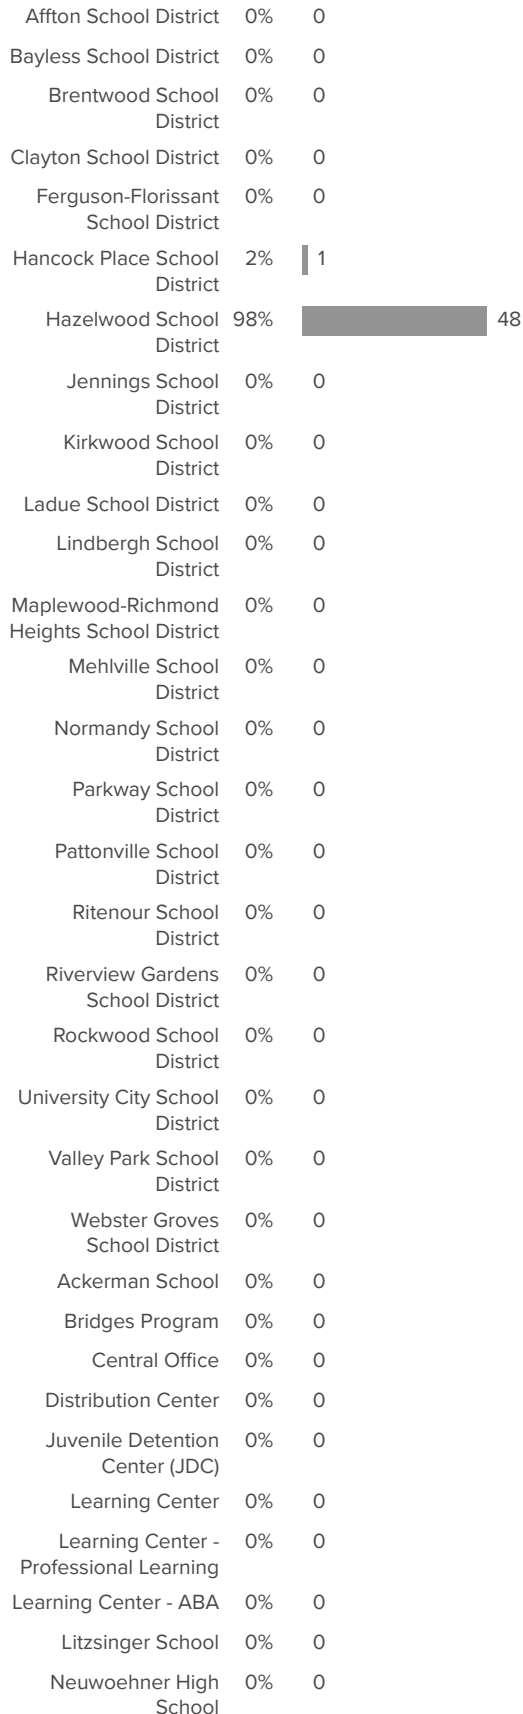 Affton School District 0% 0
Bayless School District 0% 0
Brentwood School 0% 0
District
Clayton School District 0% 0
Ferguson-Florissant 0% 0
School District
Hancock Place School 2% 1
District
Hazelwood School 98% 48
District
Jennings School 0% 0
District
Kirkwood School 0% 0
District
Ladue School District 0% 0
Lindbergh School 0% 0
District
Maplewood-Richmond 0% 0
Heights School District
Mehlville School 0% 0
District
Normandy School 0% 0
District
Parkway School 0% 0
District
Pattonville School 0% 0
District
Ritenour School 0% 0
District
Riverview Gardens 0% 0
School District
Rockwood School 0% 0
District
University City School 0% 0
District
Valley Park School 0% 0
District
Webster Groves 0% 0
School District
Ackerman School 0% 0
Bridges Program 0% 0
Central Office 0% 0
Distribution Center 0% 0
Juvenile Detention 0% 0
Center (JDC)
Learning Center 0% 0
Learning Center - 0% 0
Professional Learning
Learning Center - ABA 0% 0
Litzsinger School 0% 0
Neuwoehner High 0% 0
School